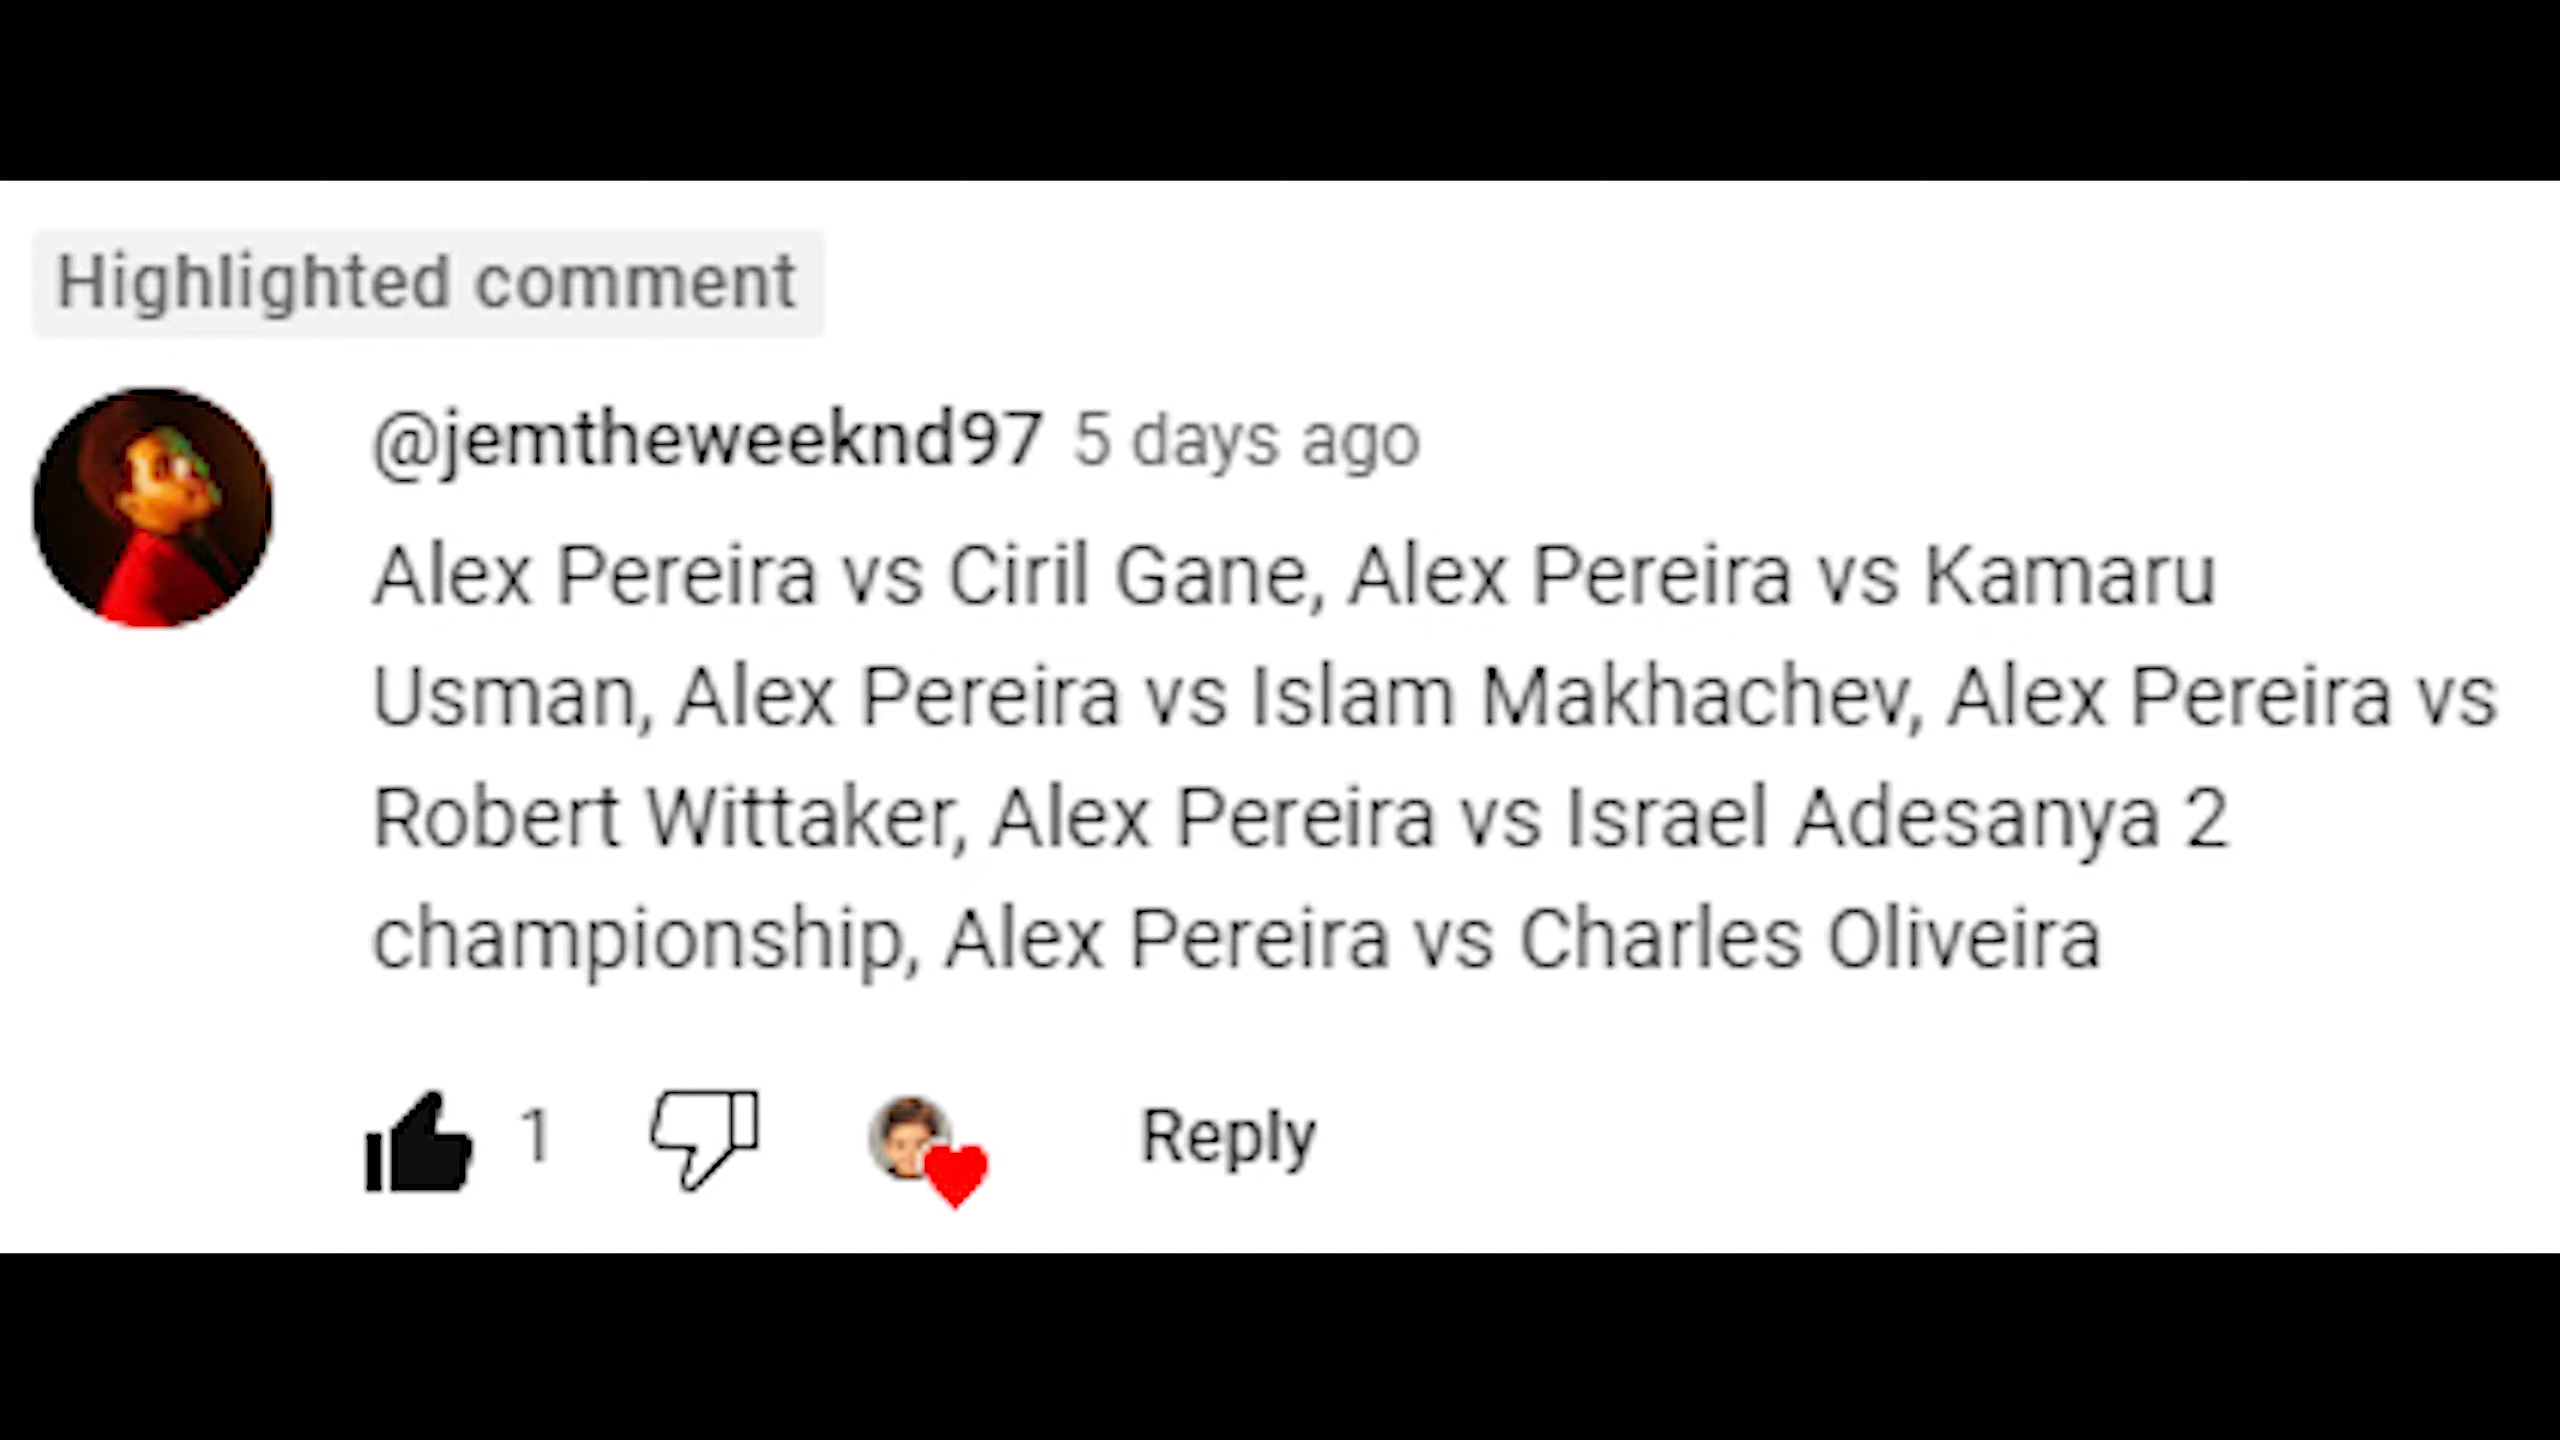 Highlighted comment
@jemtheweeknd97 5 days ago
Alex Pereira vs Ciril Gane, Alex Pereira vs Kamaru
Usman, Alex Pereira vs Islam Makhachev, Alex Pereira vs
Robert Wittaker, Alex Pereira vs Israel Adesanya 2
championship, Alex Pereira vs Charles Oliveira
1 Reply